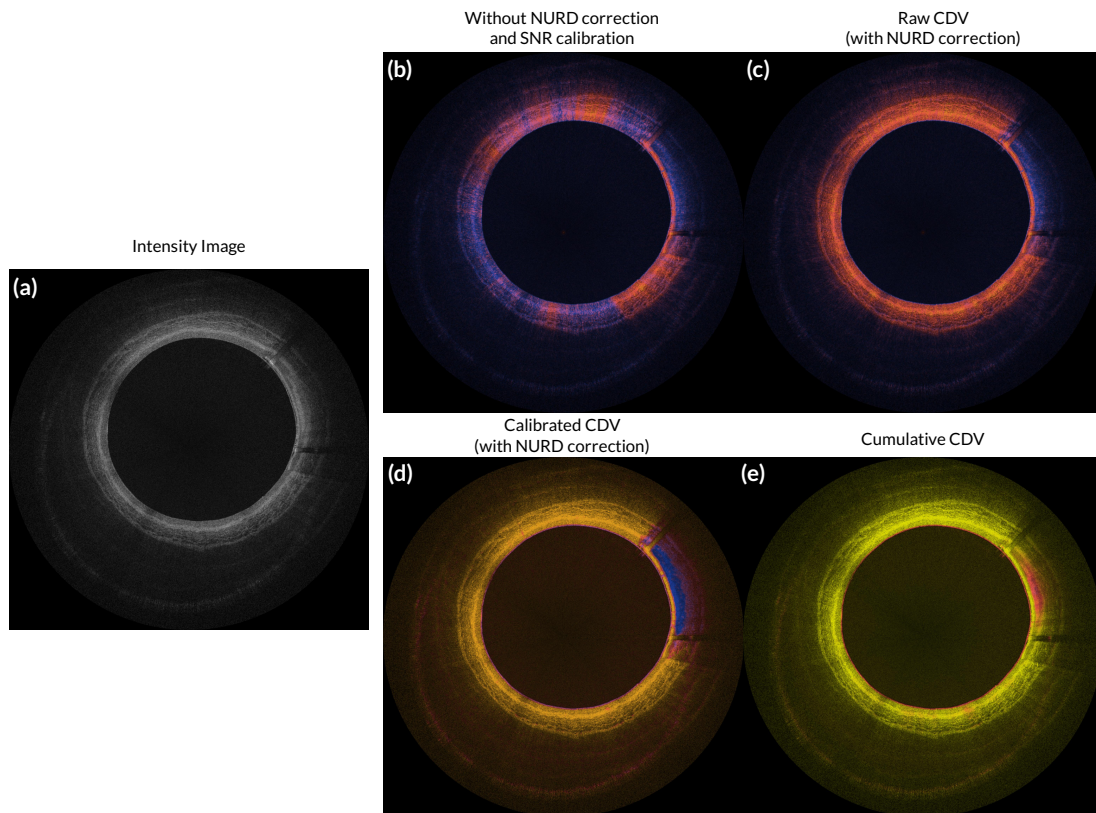 Without NURD correction
and SNR calibration
Raw CDV
(with NURD correction)
(b)
(c)
Intensity Image
(a)
Calibrated CDV
(with NURD correction)
Cumulative CDV
(d)
(e)